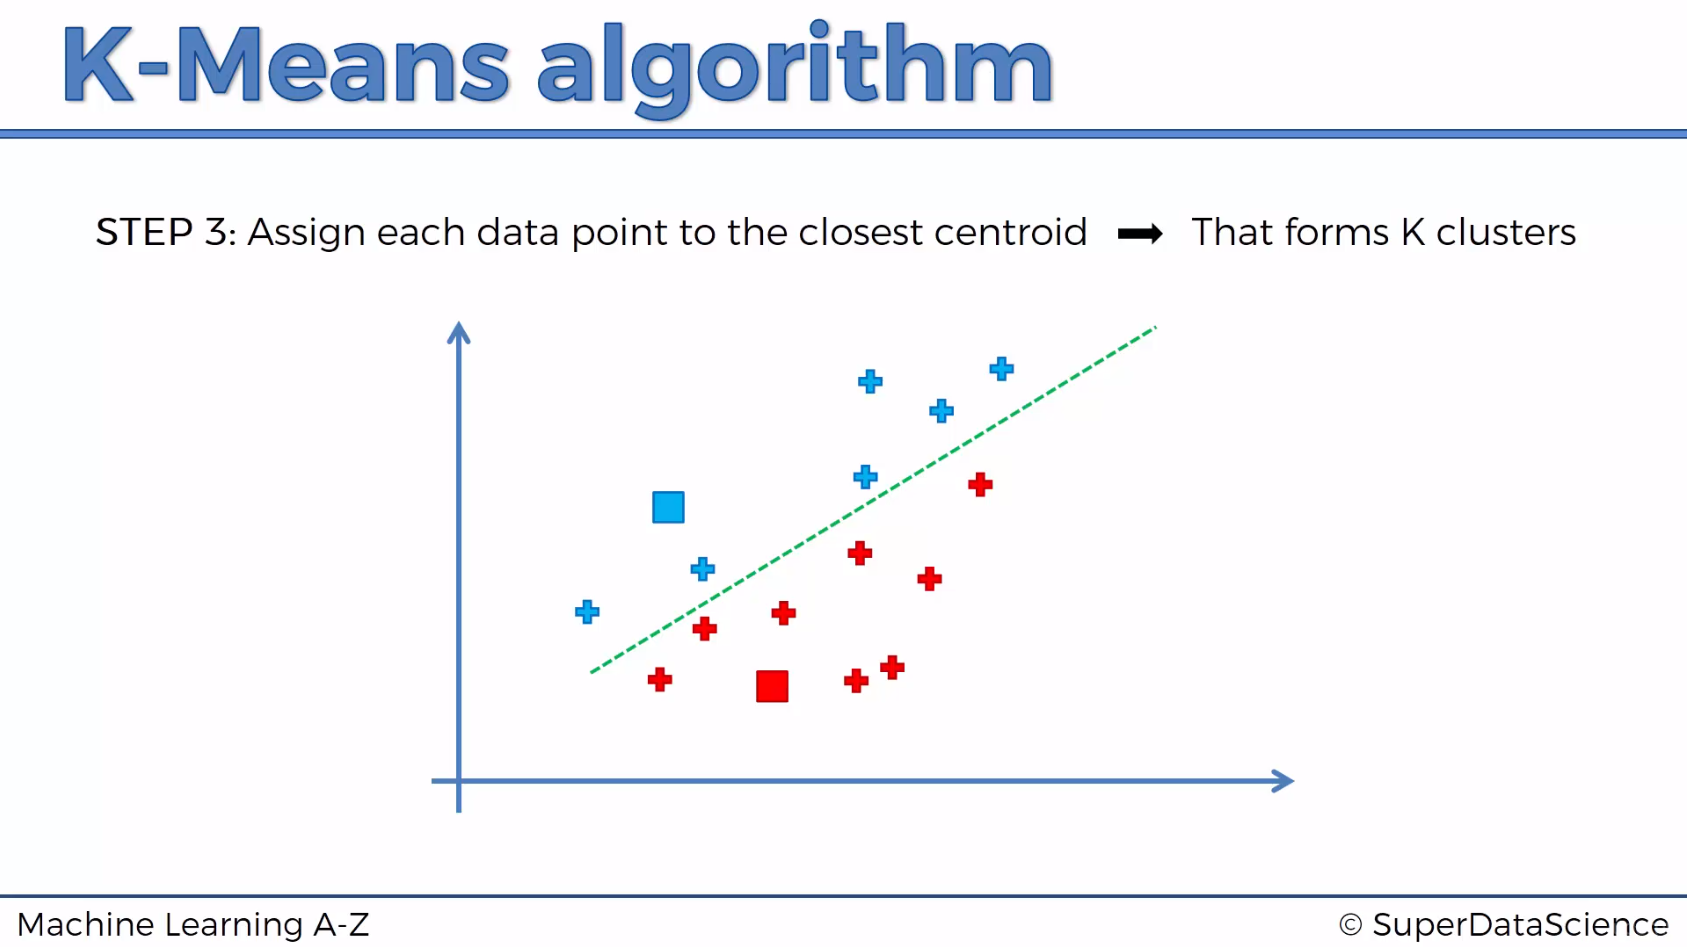 K-Means algorithm
STEP 3: Assign each data point to the closest centroid ➡ That forms K clusters
Machine Learning A-Z
© SuperDataScience